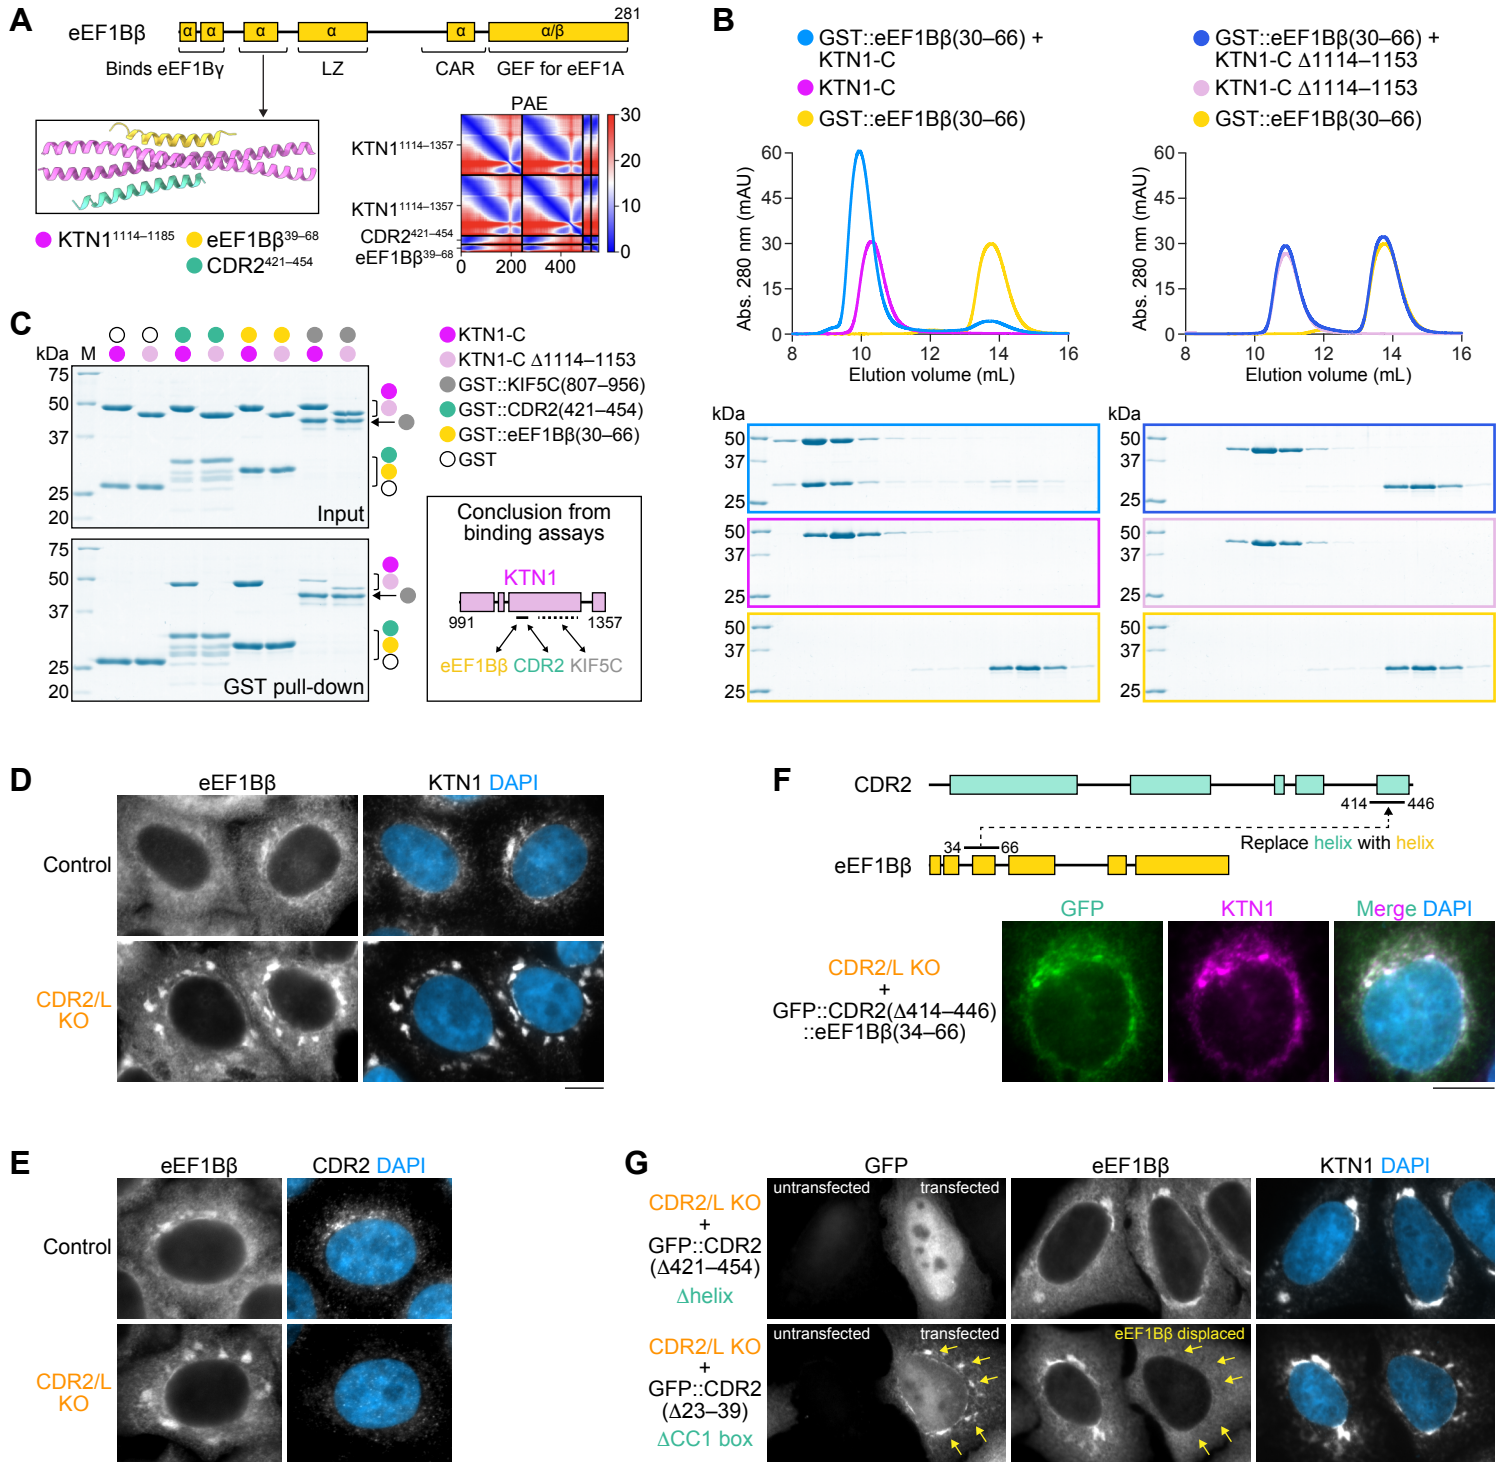 A
eEF1Bβ
α
α
α
α
α
α/β
281
Binds eEF1Bγ
LZ
CAR
GEF for eEF1A
KTN1¹¹¹⁴⁻¹¹⁸⁵
eEF1Bβ³⁹⁻⁶⁸
CDR2⁴²¹⁻⁴⁵⁴
PAE
KTN1¹¹¹⁴⁻¹³⁵⁷
KTN1¹¹¹⁴⁻¹³⁵⁷
CDR2⁴²¹⁻⁴⁵⁴
eEF1Bβ³⁹⁻⁶⁸
0 200 400
30
20
10
0
B
GST::eEF1Bβ(30–66) +
KTN1-C
KTN1-C
GST::eEF1Bβ(30–66)
Abs. 280 nm (mAU)
60
45
30
15
0
8 10 12 14 16
Elution volume (mL)
GST::eEF1Bβ(30–66) +
KTN1-C Δ1114–1153
KTN1-C Δ1114–1153
GST::eEF1Bβ(30–66)
Abs. 280 nm (mAU)
60
45
30
15
0
8 10 12 14 16
Elution volume (mL)
kDa
50
37
25
50
37
25
50
37
25
kDa
50
37
25
50
37
25
50
37
25
C
kDa M
75
50
37
25
20
Input
75
50
37
25
20
GST pull-down
KTN1-C
KTN1-C Δ1114–1153
GST::KIF5C(807–956)
GST::CDR2(421–454)
GST::eEF1Bβ(30–66)
GST
Conclusion from
binding assays
KTN1
991 1357
eEF1Bβ CDR2 KIF5C
D
eEF1Bβ
KTN1 DAPI
Control
CDR2/L
KO
E
eEF1Bβ
CDR2 DAPI
Control
CDR2/L
KO
F
CDR2
414 446
Replace helix with helix
34 66
eEF1Bβ
GFP
KTN1
Merge DAPI
CDR2/L KO
+
GFP::CDR2(Δ414–446)
::eEF1Bβ(34–66)
G
GFP
eEF1Bβ
KTN1 DAPI
CDR2/L KO
+
GFP::CDR2
(Δ421–454)
Δhelix
untransfected transfected
CDR2/L KO
+
GFP::CDR2
(Δ23–39)
ΔCC1 box
untransfected transfected
eEF1Bβ displaced